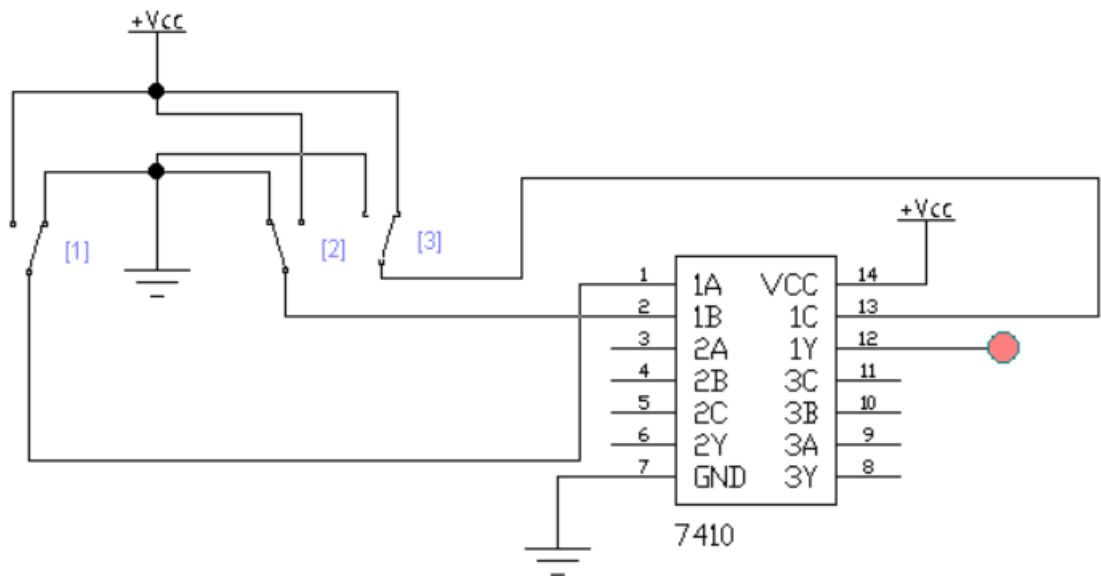 +Vcc
[1]
[2]
[3]
+Vcc
1 1A VCC 14
2 1B 1C 13
3 2A 1Y 12
4 2B 3C 11
5 2C 3B 10
6 2Y 3A 9
7 GND 3Y 8
7410